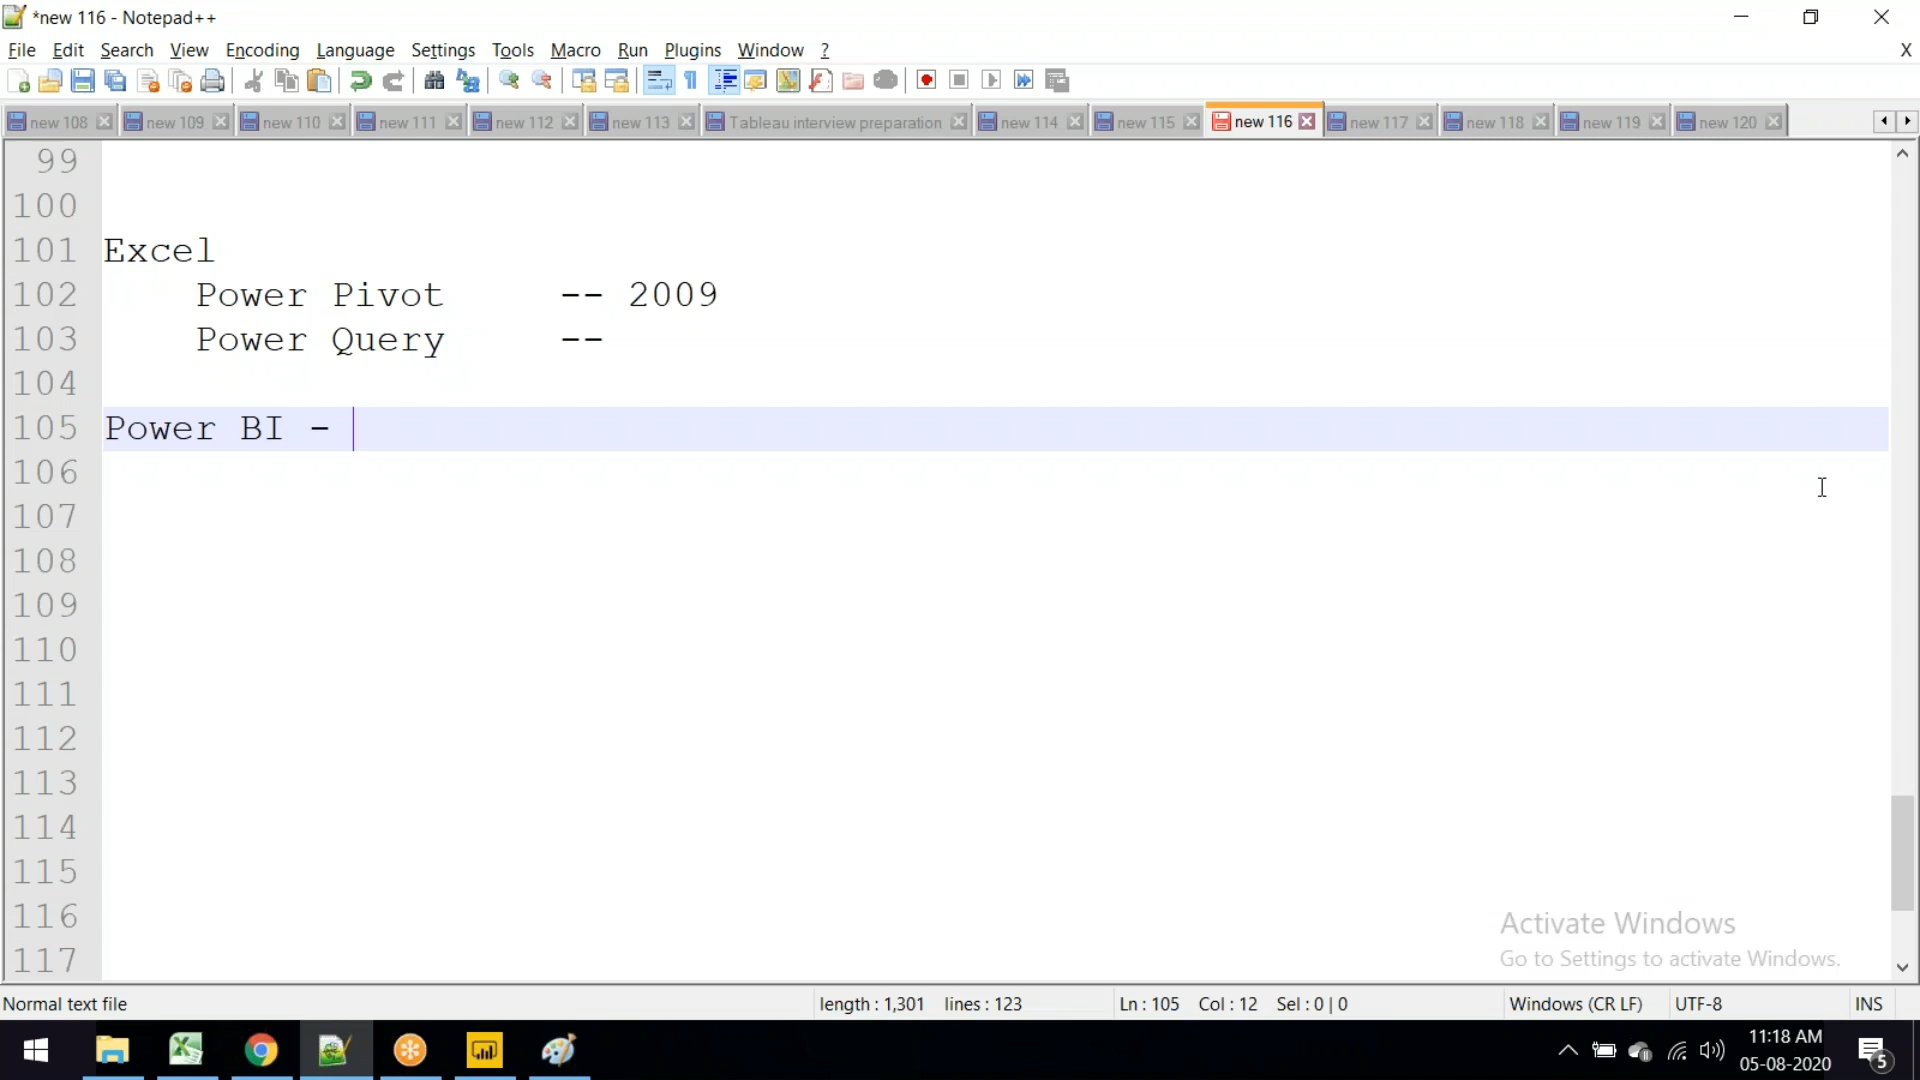 *new 116 - Notepad++
File Edit Search View Encoding Language Settings Tools Macro Run Plugins Window ? X
new 108 new 109 new 110 new 111 new 112 new 113 Tableau interview preparation new 114 new 115 new 116 new 117 new 118 new 119 new 120
99
100
101 Excel
102 Power Pivot -- 2009
103 Power Query --
104
105 Power BI -
106
107
108
109
110
111
112
113
114
115
116
117
Activate Windows
Go to Settings to activate Windows.
Normal text file length : 1,301 lines : 123 Ln : 105 Col : 12 Sel : 0 | 0 Windows (CR LF) UTF-8 INS
11:18 AM
05-08-2020
5